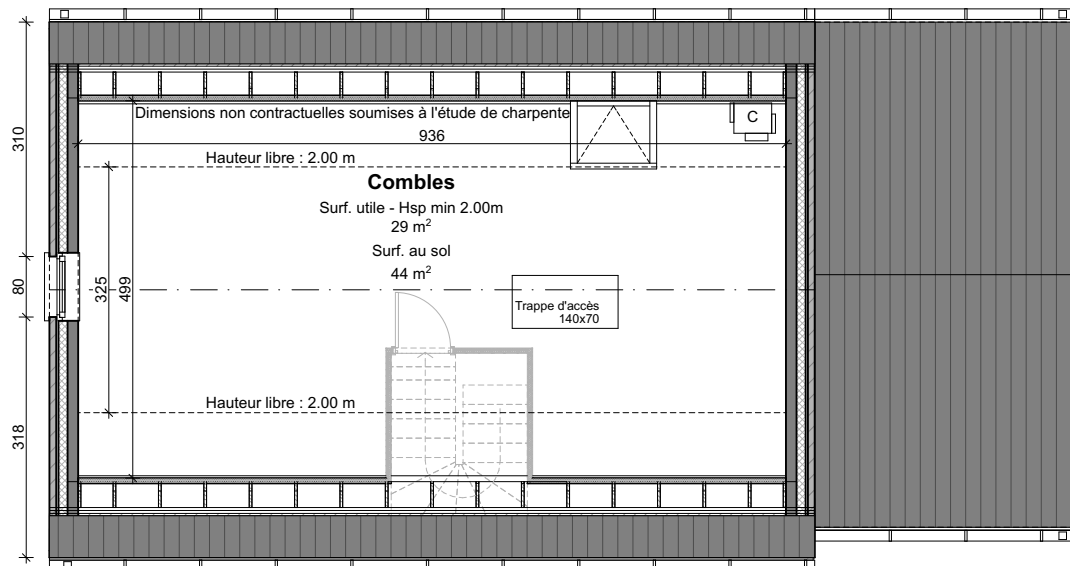 Dimensions non contractuelles soumises à l'étude de charpente
C
936
310
Hauteur libre : 2.00 m
Combles
Surf. utile - Hsp min 2.00m
29 m²
Surf. au sol
44 m²
80
325
499
Trappe d'accès
140x70
Hauteur libre : 2.00 m
318